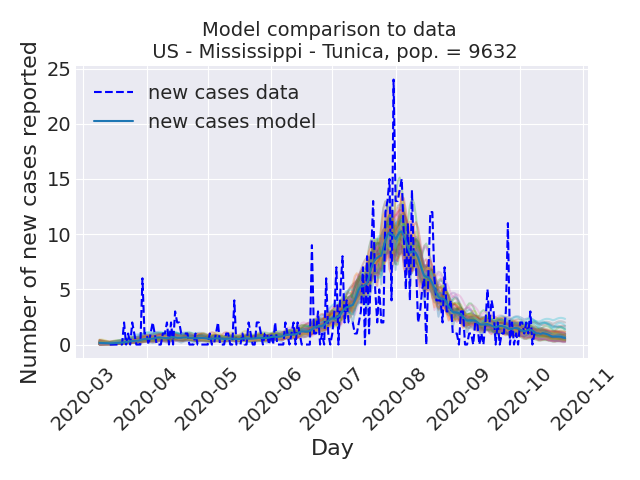 Model comparison to data
US - Mississippi - Tunica, pop. = 9632
Number of new cases reported
25
20
15
10
5
0
new cases data
new cases model
2020-03
2020-04
2020-05
2020-06
2020-07
2020-08
2020-09
2020-10
2020-11
Day